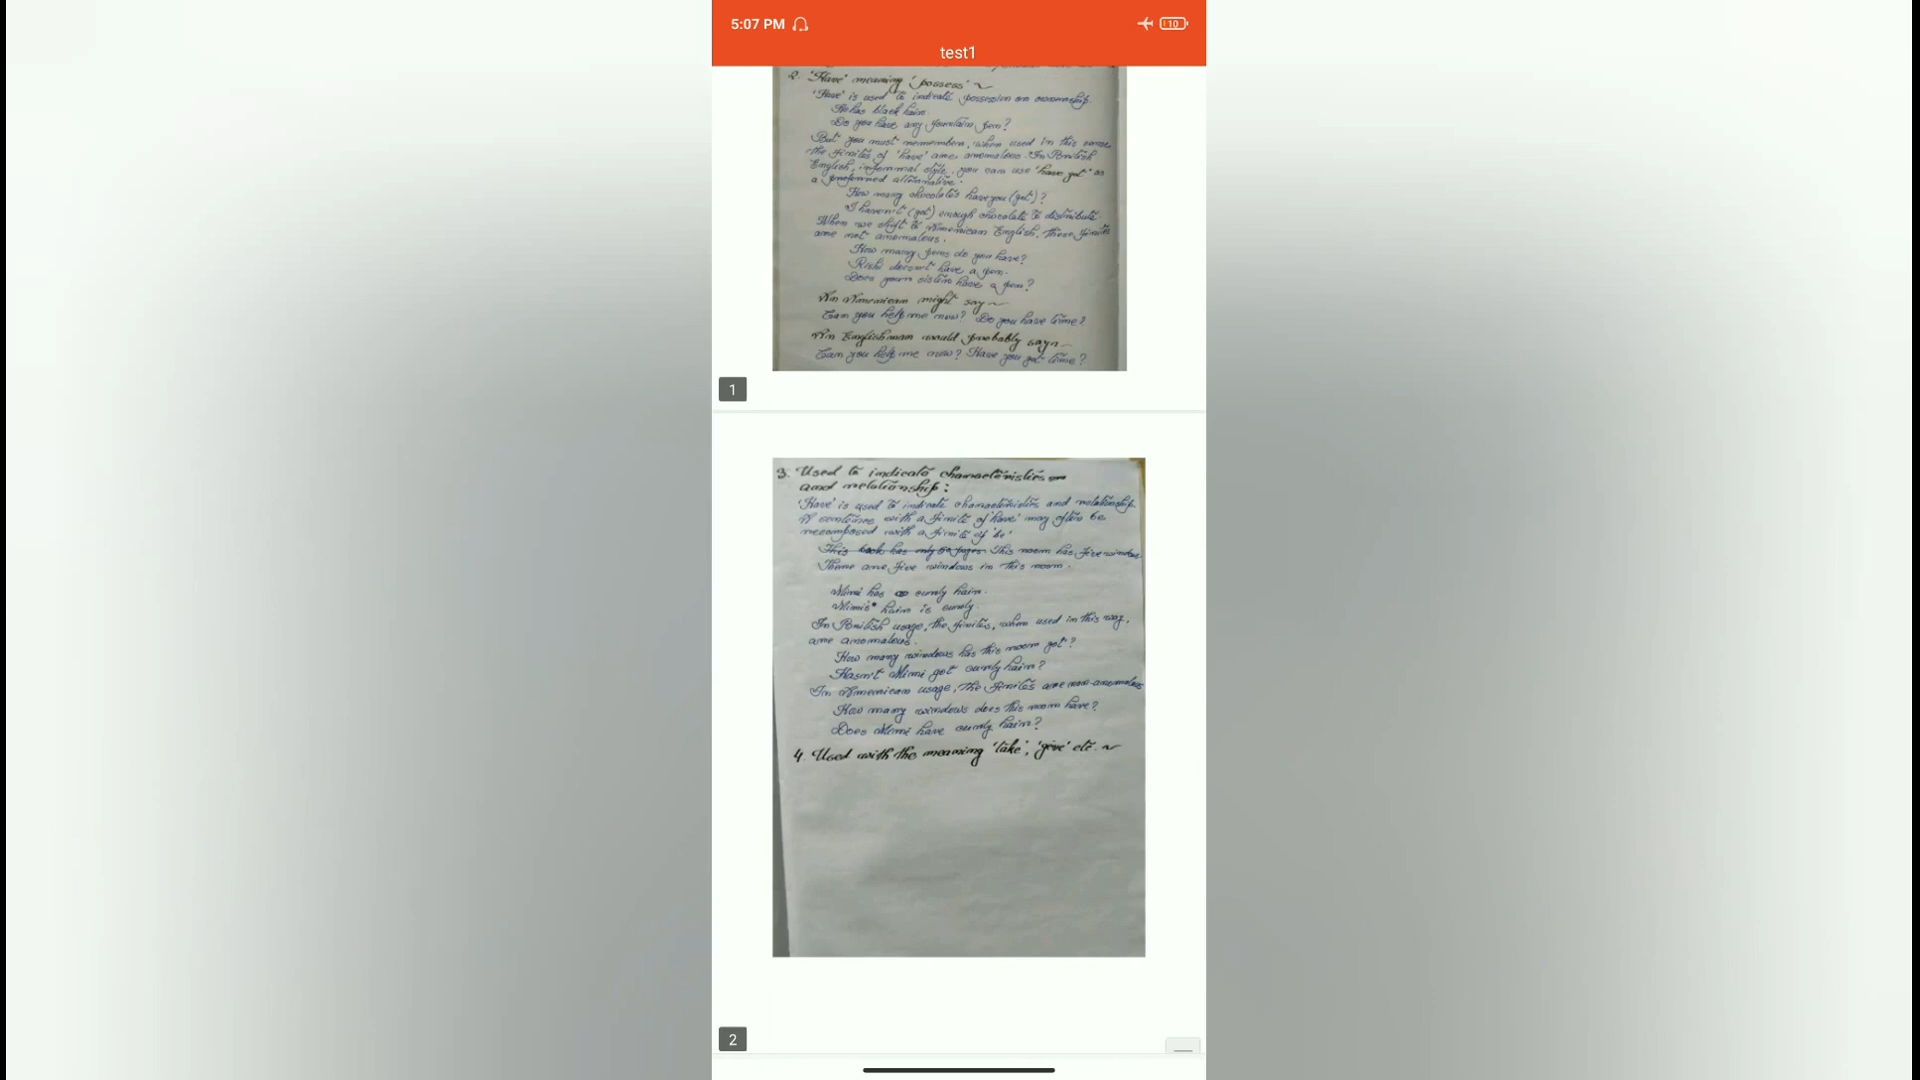 5:07 PM
10
test1
2. 'Have' meaning 'possess' ~
'Have' is used to indicate possession or ownership.
He has black hair.
Do you have any fountain pen?
But you must remember, when used in this sense
the finites of 'have' are anomalous. In British
English, informal style, you can use 'have got' as
a preferred alternative.
How many chocolates have you (got)?
I haven't (got) enough chocolate to distribute
When we shift to American English, these finites
are not anomalous.
How many pens do you have?
Rishi doesn't have a pen.
Does your sister have a pen?
An American might say ~
Can you help me now? Do you have time?
An Englishman would probably say ~
Can you help me now? Have you got time?
1
3. Used to indicate characteristics
and relationship:
'Have' is used to indicate characteristics and relationship.
A sentence with a finite of 'have' may often be
recomposed with a finite of 'be'
This book has only 50 pages. This room has five windows
There are five windows in this room.
Mimi has curly hair.
Mimi's hair is curly.
In British usage, the finites, when used in this way,
are anomalous.
How many windows has this room got?
Hasn't Mimi got curly hair?
In American usage, the finites are non-anomalous
How many windows does this room have?
Does Mimi have curly hair?
4. Used with the meaning 'take', 'give' etc. ~
2